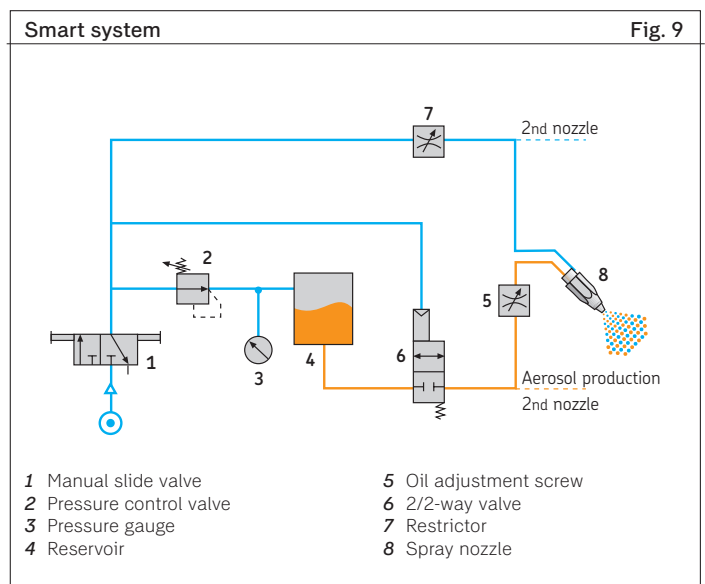 Smart system Fig. 9
7
2nd nozzle
2
8
5
1
3
4
6
Aerosol production
2nd nozzle
1 Manual slide valve
2 Pressure control valve
3 Pressure gauge
4 Reservoir
5 Oil adjustment screw
6 2/2-way valve
7 Restrictor
8 Spray nozzle